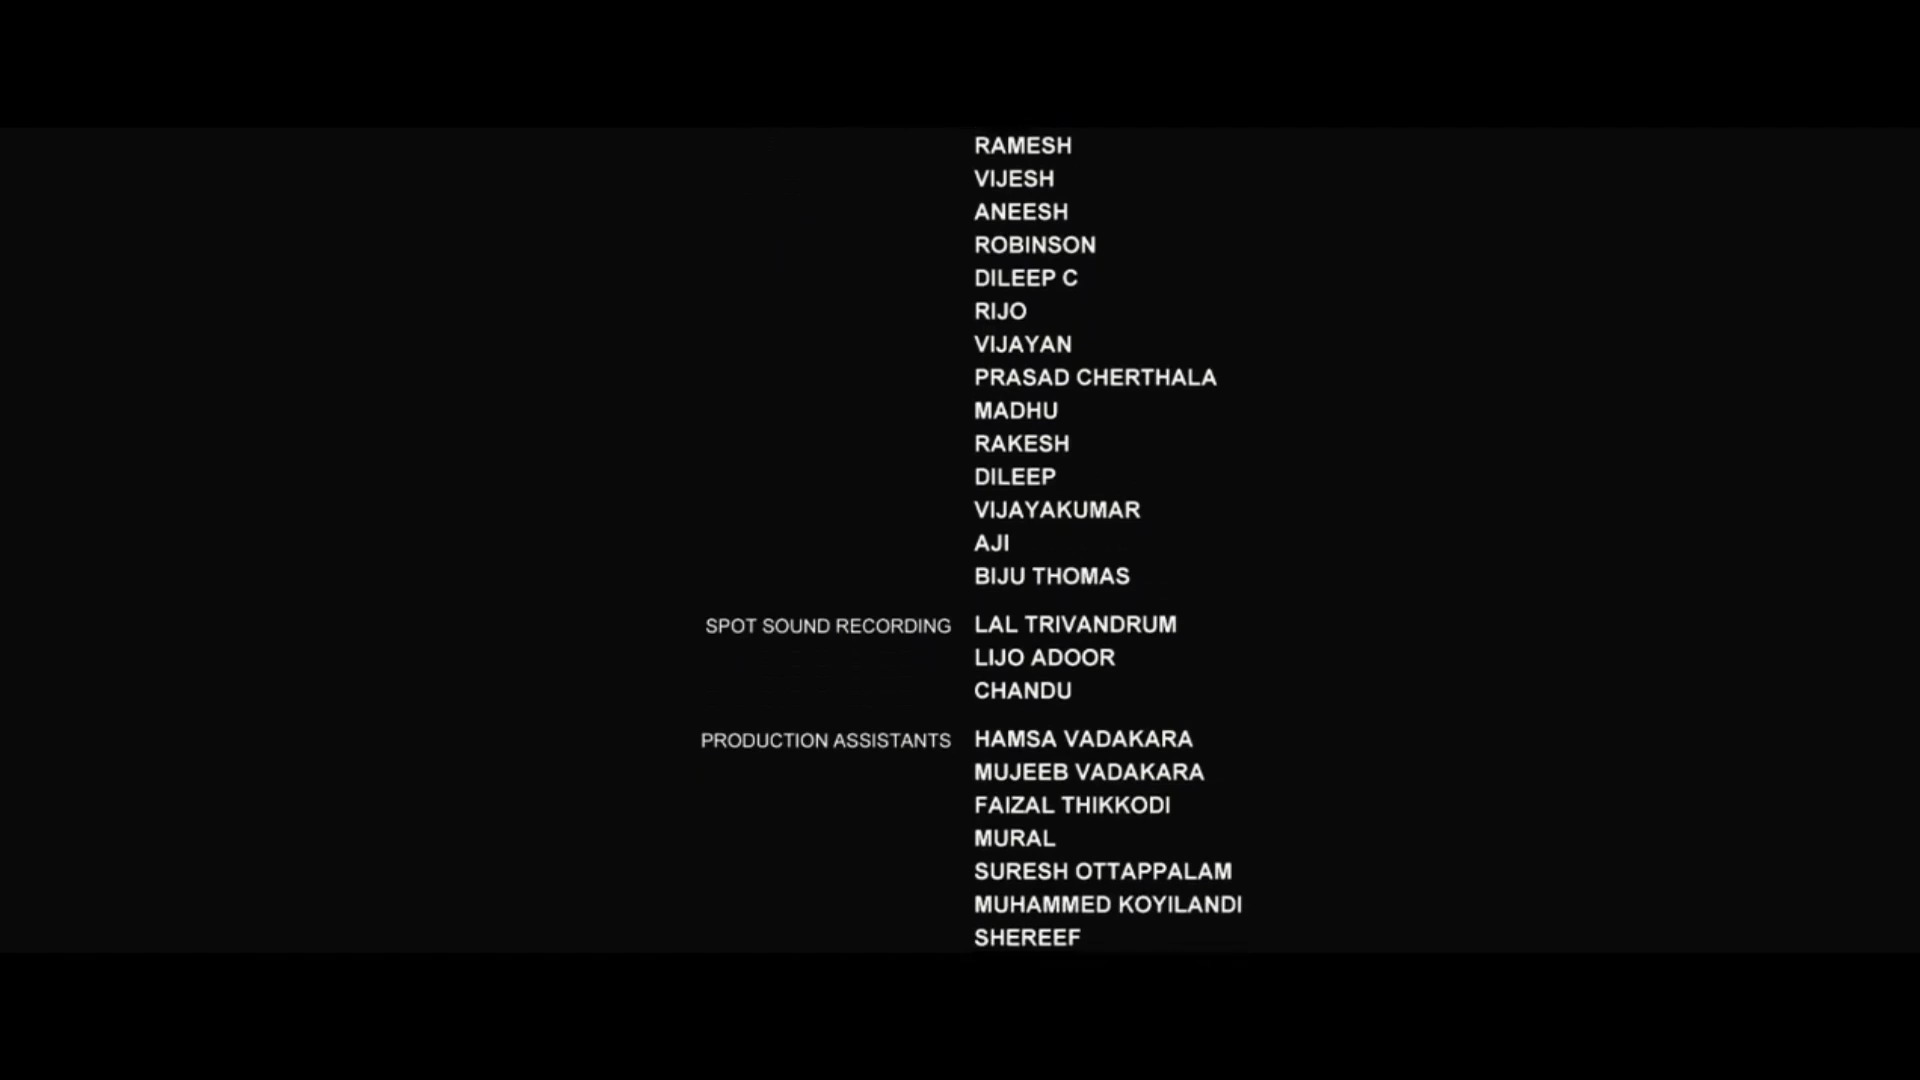 RAMESH
VIJESH
ANEESH
ROBINSON
DILEEP C
RIJO
VIJAYAN
PRASAD CHERTHALA
MADHU
RAKESH
DILEEP
VIJAYAKUMAR
AJI
BIJU THOMAS
SPOT SOUND RECORDING LAL TRIVANDRUM
LIJO ADOOR
CHANDU
PRODUCTION ASSISTANTS HAMSA VADAKARA
MUJEEB VADAKARA
FAIZAL THIKKODI
MURAL
SURESH OTTAPPALAM
MUHAMMED KOYILANDI
SHEREEF